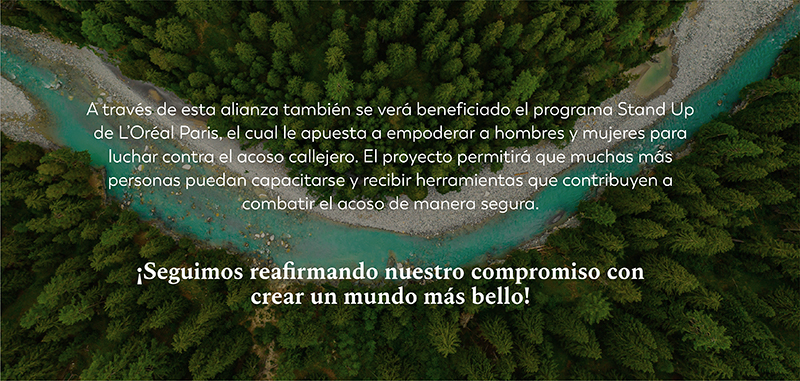 A través de esta alianza también se verá beneficiado el programa Stand Up
de L'Oréal Paris, el cual le apuesta a empoderar a hombres y mujeres para
luchar contra el acoso callejero. El proyecto permitirá que muchas más
personas puedan capacitarse y recibir herramientas que contribuyen a
combatir el acoso de manera segura.
¡Seguimos reafirmando nuestro compromiso con
crear un mundo más bello!